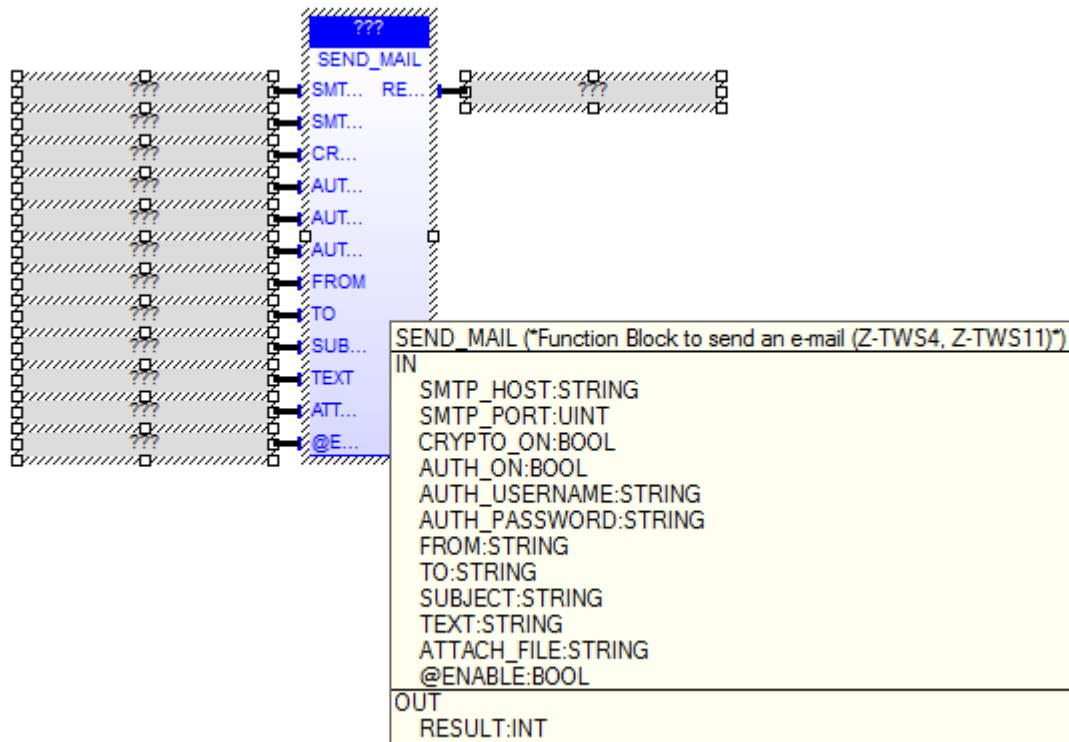 ???
SEND_MAIL
??? SMT... RE... ???
??? SMT...
??? CR...
??? AUT...
??? AUT...
??? AUT...
??? FROM
??? TO
??? SUB...
??? TEXT
??? ATT...
??? @E...
SEND_MAIL (*Function Block to send an e-mail (Z-TWS4, Z-TWS11)*)
IN
SMTP_HOST:STRING
SMTP_PORT:UINT
CRYPTO_ON:BOOL
AUTH_ON:BOOL
AUTH_USERNAME:STRING
AUTH_PASSWORD:STRING
FROM:STRING
TO:STRING
SUBJECT:STRING
TEXT:STRING
ATTACH_FILE:STRING
@ENABLE:BOOL
OUT
RESULT:INT